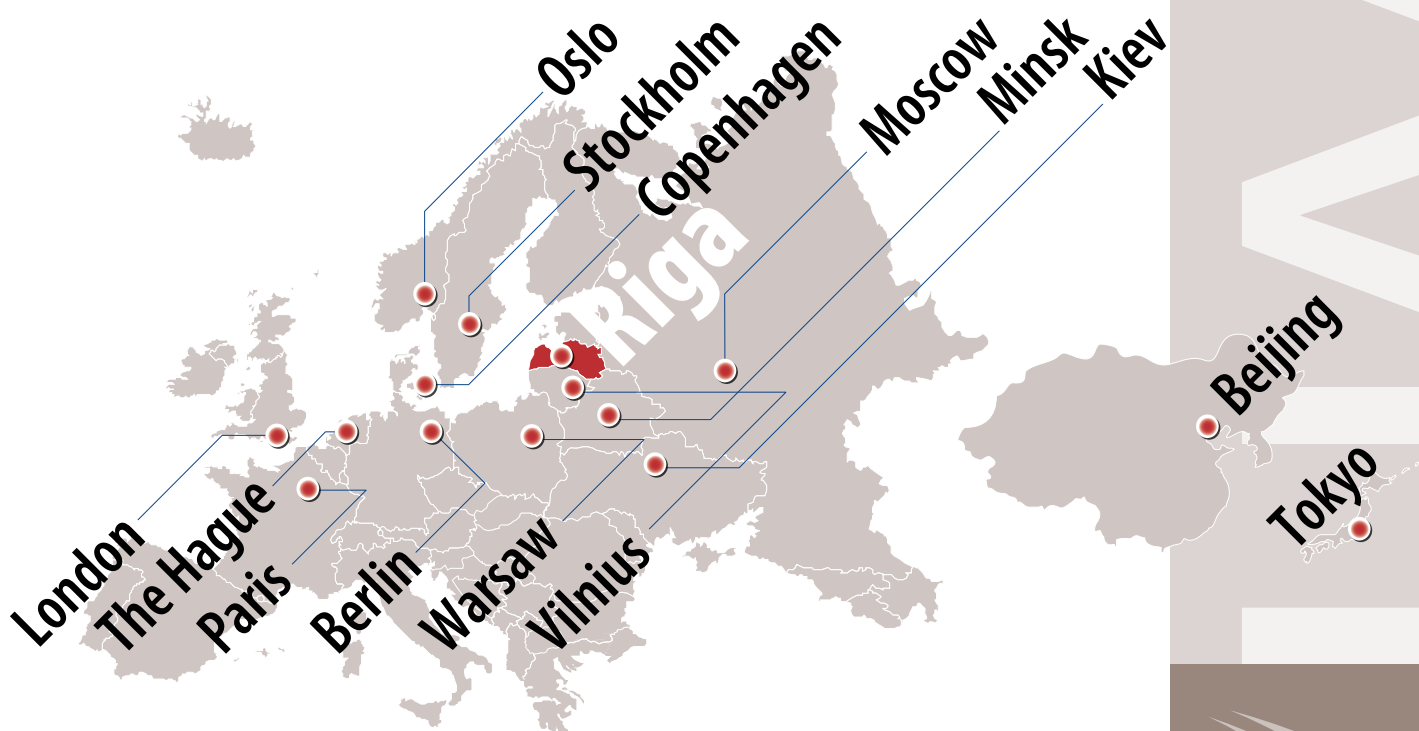 Oslo
Stockholm
Copenhagen
Moscow
Minsk
Kiev
Riga
Beijing
Tokyo
London
The Hague
Paris
Berlin
Warsaw
Vilnius